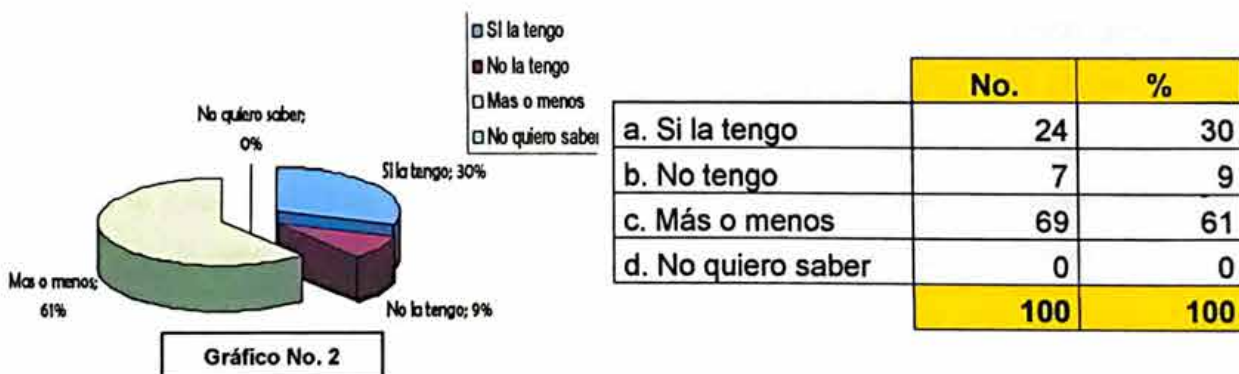 SI la tengo
No la tengo
Mas o menos
No quiero saber
No quiero saber;
0%
SI la tengo; 30%
Mas o menos;
61%
No la tengo; 9%
Gráfico No. 2
No. %
a. Si la tengo 24 30
b. No tengo 7 9
c. Más o menos 69 61
d. No quiero saber 0 0
100 100